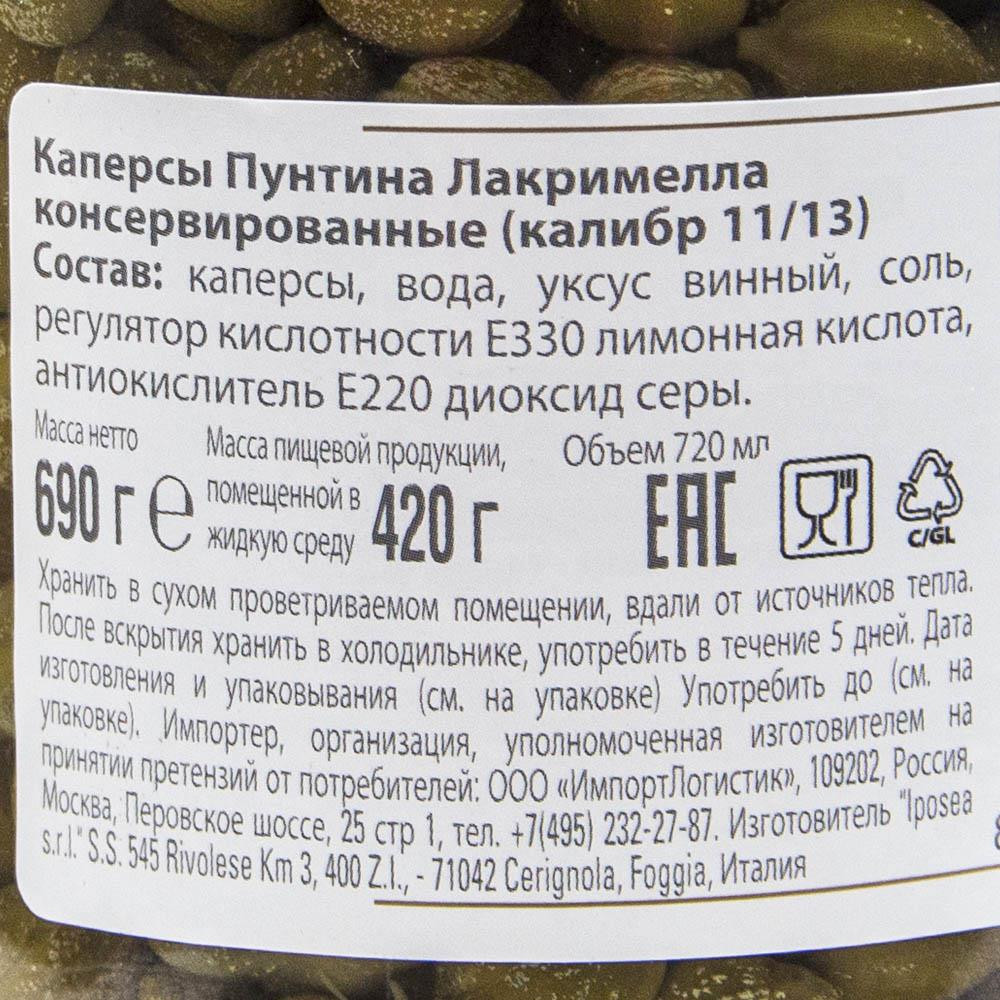 Каперсы Пунтина Лакримелла
консервированные (калибр 11/13)
Состав: каперсы, вода, уксус винный, соль,
регулятор кислотности Е330 лимонная кислота,
антиокислитель Е220 диоксид серы.
Масса нетто
690 г ℮
Масса пищевой продукции,
помещенной в
жидкую среду
420 г
Объем 720 мл
ЕАС
C/GL
Хранить в сухом проветриваемом помещении, вдали от источников тепла.
После вскрытия хранить в холодильнике, употребить в течение 5 дней. Дата
изготовления и упаковывания (см. на упаковке) Употребить до (см. на
упаковке). Импортер, организация, уполномоченная изготовителем на
принятии претензий от потребителей: ООО «ИмпортЛогистик», 109202, Россия,
Москва, Перовское шоссе, 25 стр 1, тел. +7(495) 232-27-87. Изготовитель "Iposea
s.r.l." S.S. 545 Rivolese Km 3, 400 Z.I., - 71042 Cerignola, Foggia, Италия